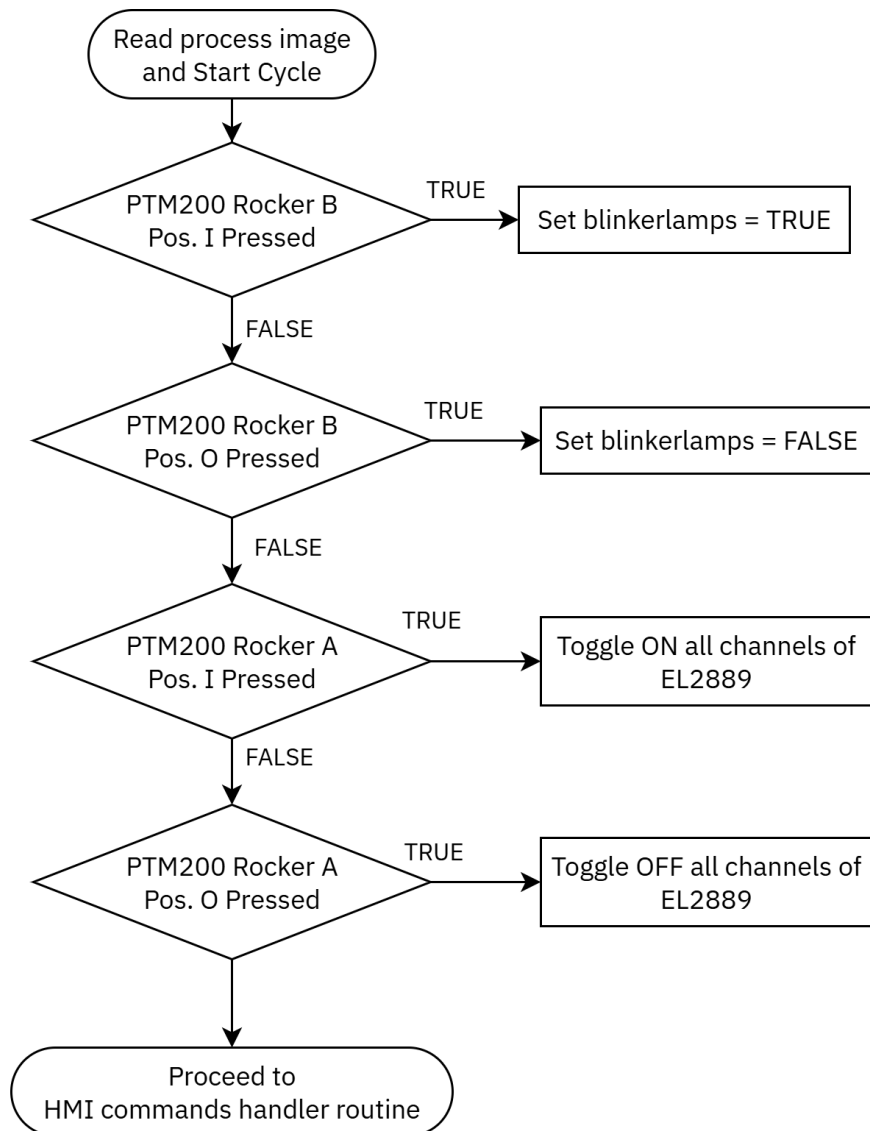 Read process image
and Start Cycle
PTM200 Rocker B
Pos. I Pressed
TRUE
Set blinkerlamps = TRUE
FALSE
PTM200 Rocker B
Pos. O Pressed
TRUE
Set blinkerlamps = FALSE
FALSE
PTM200 Rocker A
Pos. I Pressed
TRUE
Toggle ON all channels of
EL2889
FALSE
PTM200 Rocker A
Pos. O Pressed
TRUE
Toggle OFF all channels of
EL2889
Proceed to
HMI commands handler routine